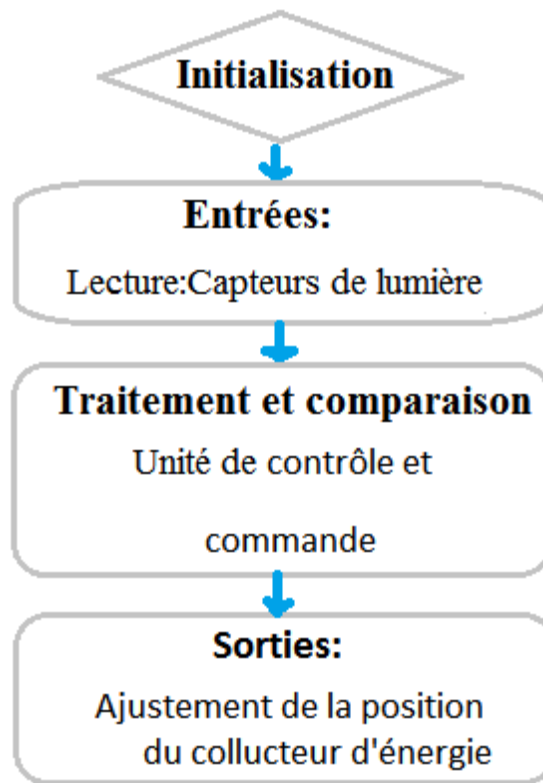 Initialisation
Entrées:
Lecture:Capteurs de lumière
Traitement et comparaison
Unité de contrôle et
commande
Sorties:
Ajustement de la position
du collucteur d'énergie